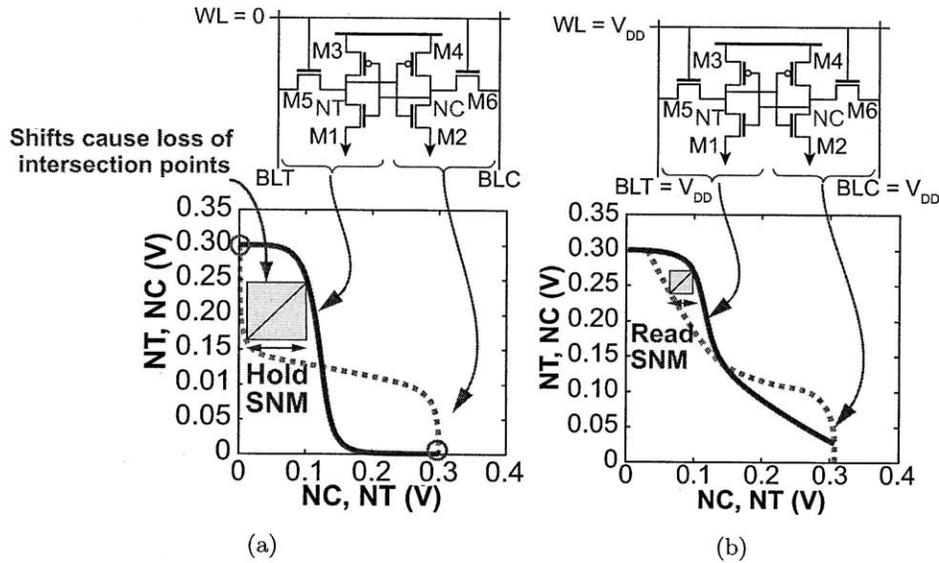 WL = 0
M3
M4
M5
NT
NC
M6
M1
M2
BLT
BLC
Shifts cause loss of
intersection points
0.35
0.30
0.25
0.20
0.15
0.01
0.05
0
NT, NC (V)
Hold
SNM
0
0.1
0.2
0.3
0.4
NC, NT (V)
(a)
WL = V_DD
M3
M4
M5
NT
NC
M6
M1
M2
BLT = V_DD
BLC = V_DD
0.35
0.30
0.25
0.20
0.15
0.10
0.05
0
NT, NC (V)
Read
SNM
0
0.1
0.2
0.3
0.4
NC, NT (V)
(b)